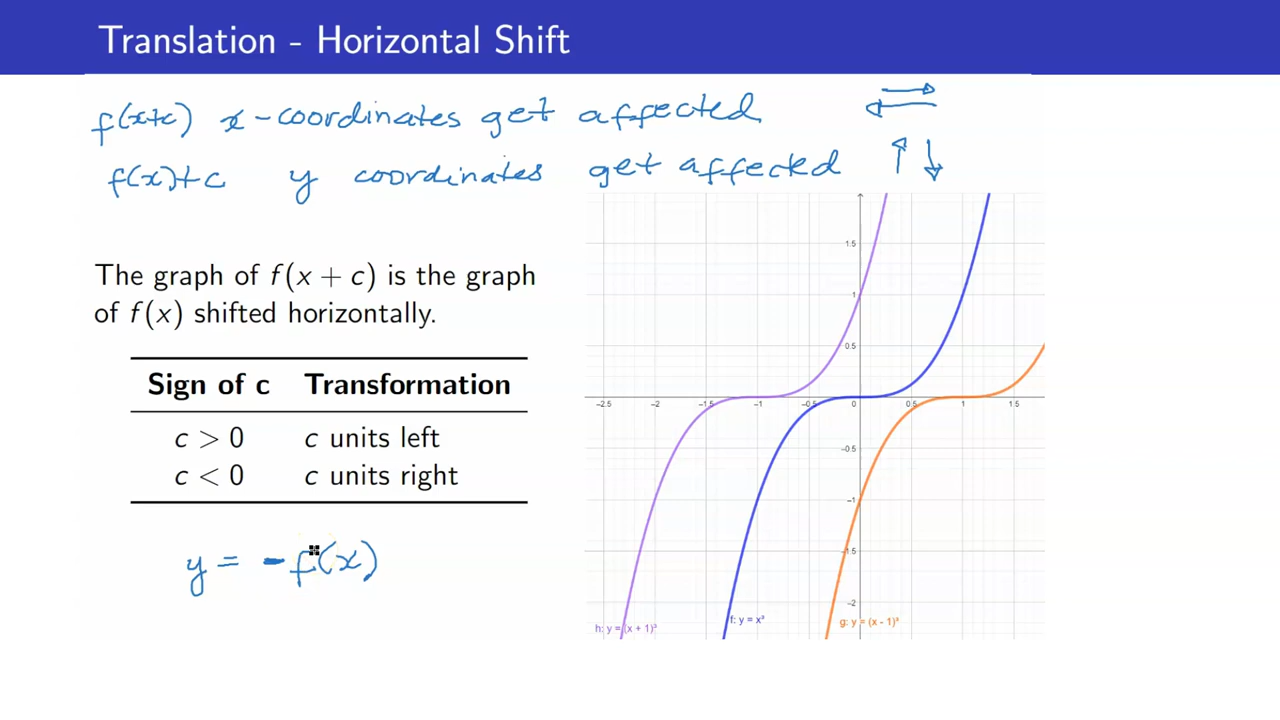 Translation - Horizontal Shift
f(x+c) x-coordinates get affected
f(x)+c y coordinates get affected
The graph of f(x + c) is the graph
of f(x) shifted horizontally.
Sign of c Transformation
c > 0 c units left
c < 0 c units right
y = -f(x)
1.5
1
0.5
-2.5 -2 -1.5 -1 -0.5 0 0.5 1 1.5
-0.5
-1
-1.5
-2
h: y = (x + 1)³ f: y = x³ g: y = (x - 1)³